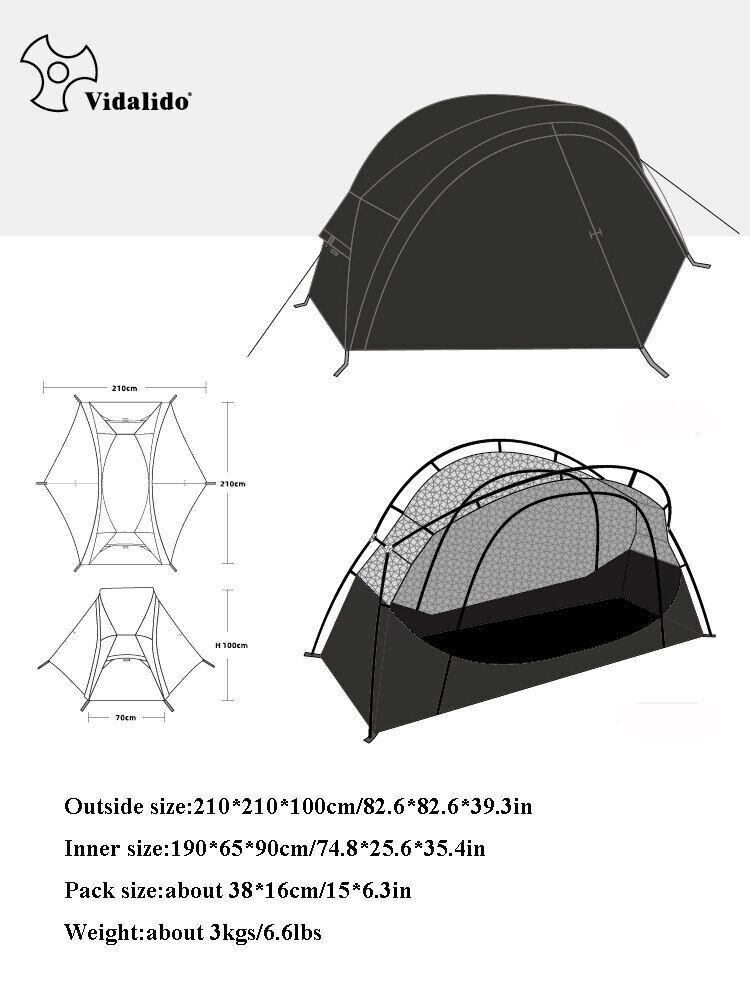 Vidalido®
210cm
210cm
H 100cm
70cm
Outside size:210*210*100cm/82.6*82.6*39.3in
Inner size:190*65*90cm/74.8*25.6*35.4in
Pack size:about 38*16cm/15*6.3in
Weight:about 3kgs/6.6lbs